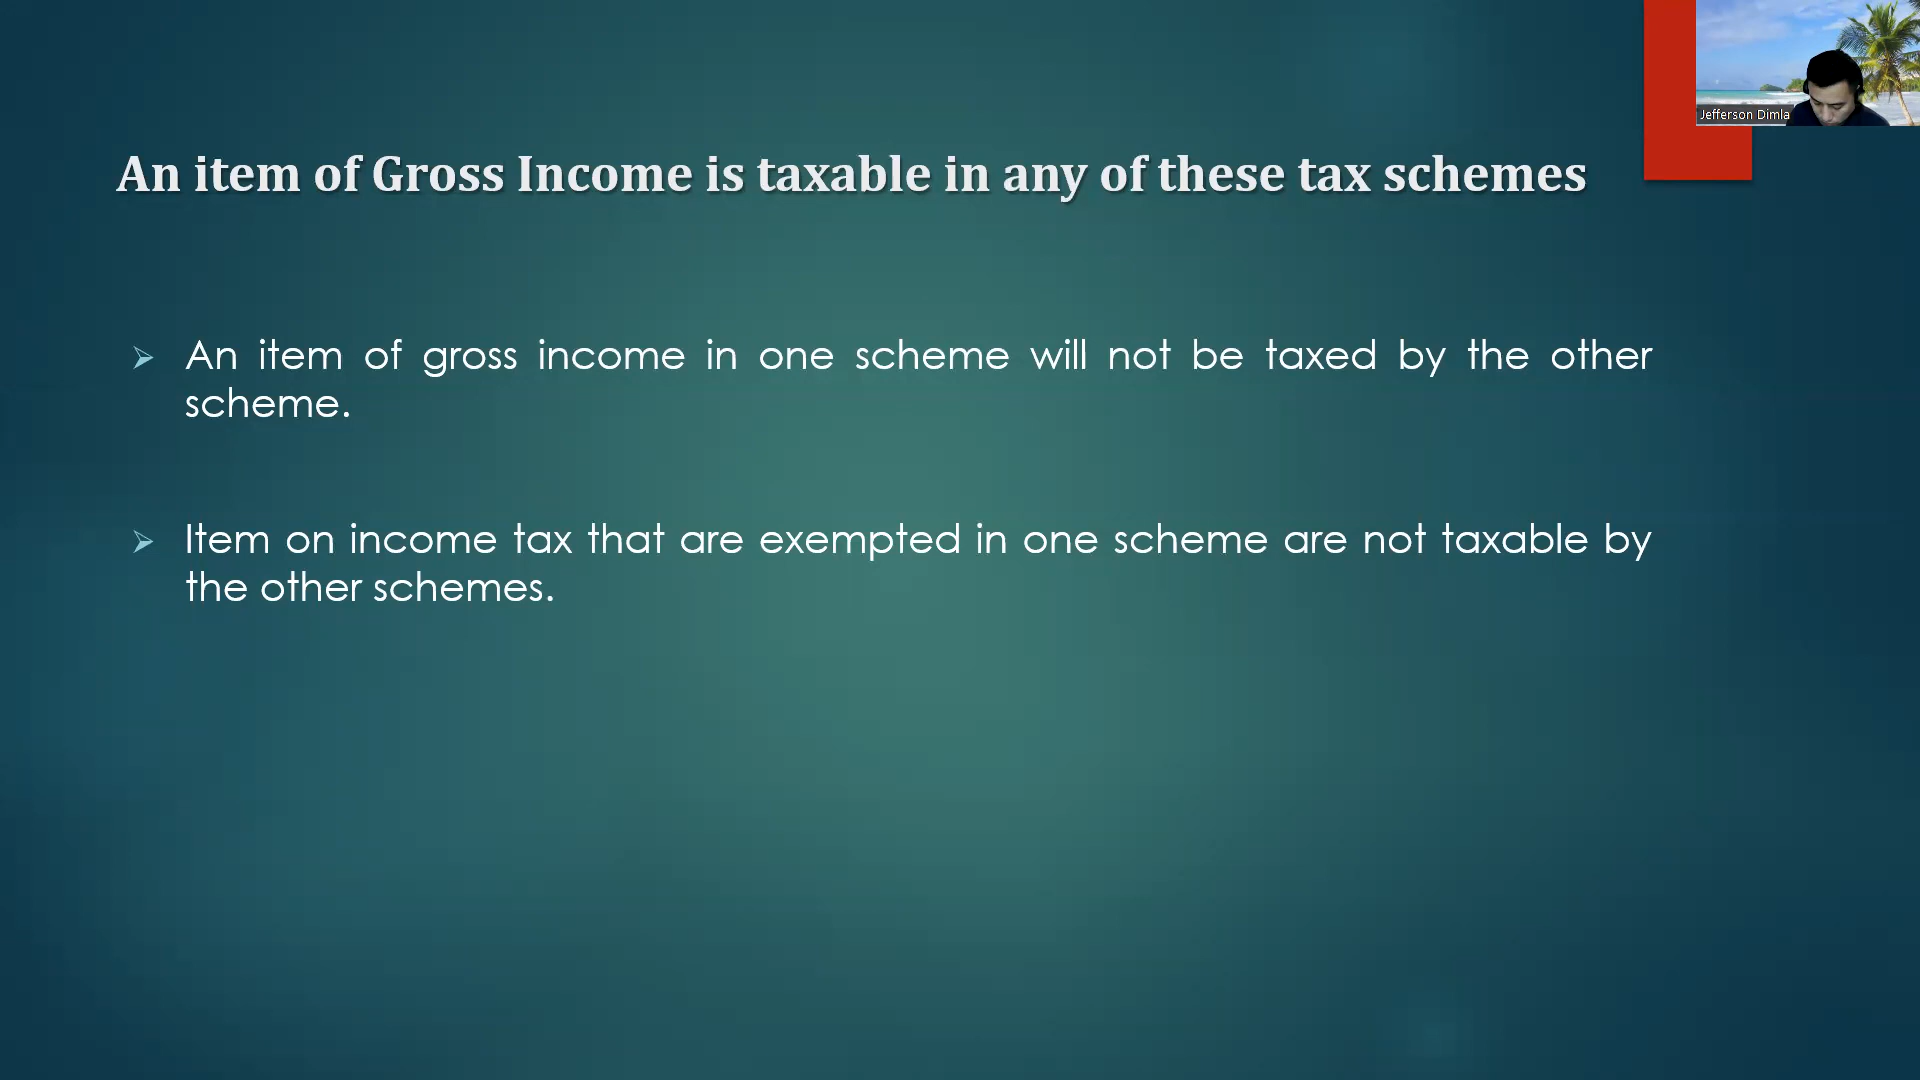 Jefferson Dimla
An item of Gross Income is taxable in any of these tax schemes
An item of gross income in one scheme will not be taxed by the other
scheme.
Item on income tax that are exempted in one scheme are not taxable by
the other schemes.